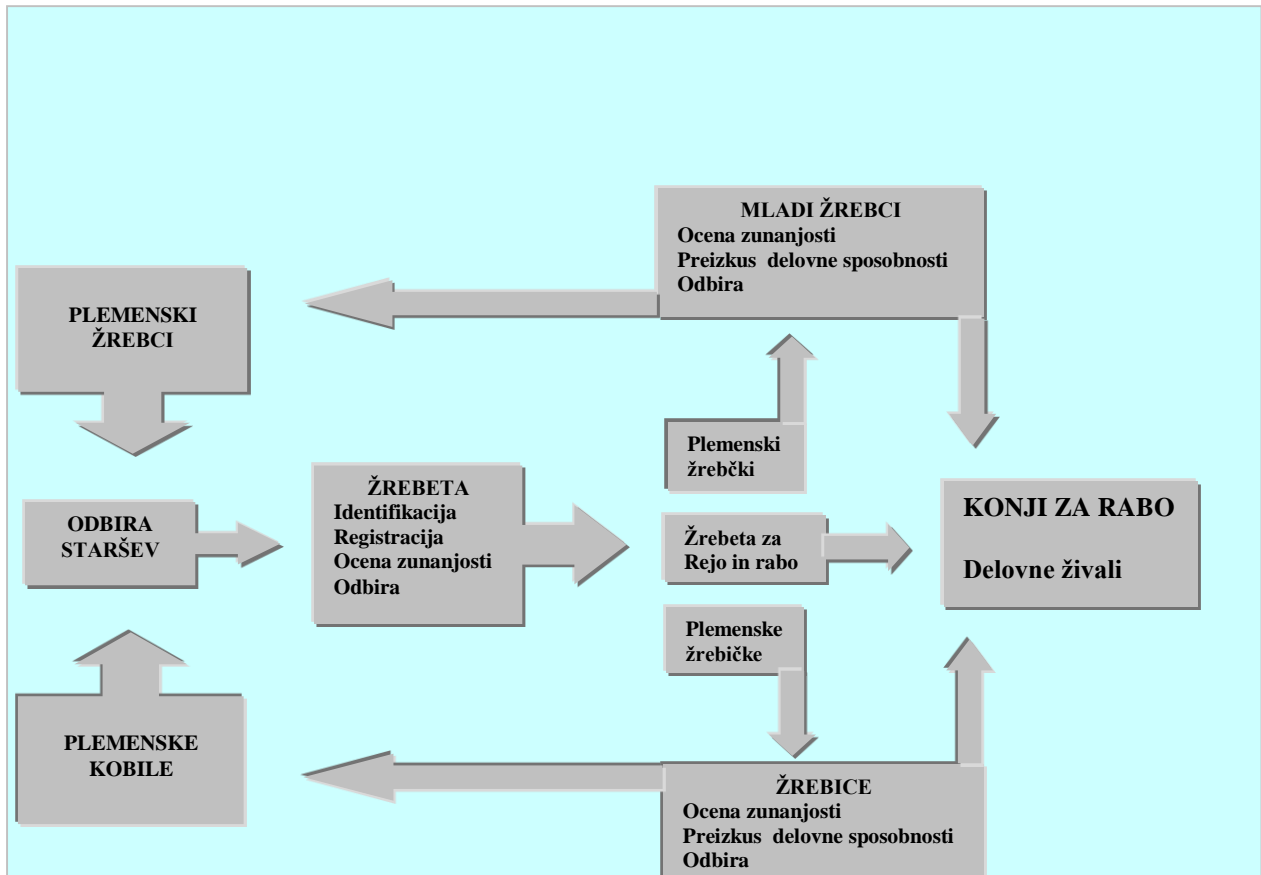 MLADI ŽREBCI
Ocena zunanjosti
Preizkus delovne sposobnosti
Odbira
PLEMENSKI
ŽREBCI
Plemenski
žrebčki
ŽREBETA
Identifikacija
Registracija
Ocena zunanjosti
Odbira
ODBIRA
STARŠEV
Žrebeta za
Rejo in rabo
KONJI ZA RABO
Delovne živali
Plemenske
žrebičke
PLEMENSKE
KOBILE
ŽREBICE
Ocena zunanjosti
Preizkus delovne sposobnosti
Odbira